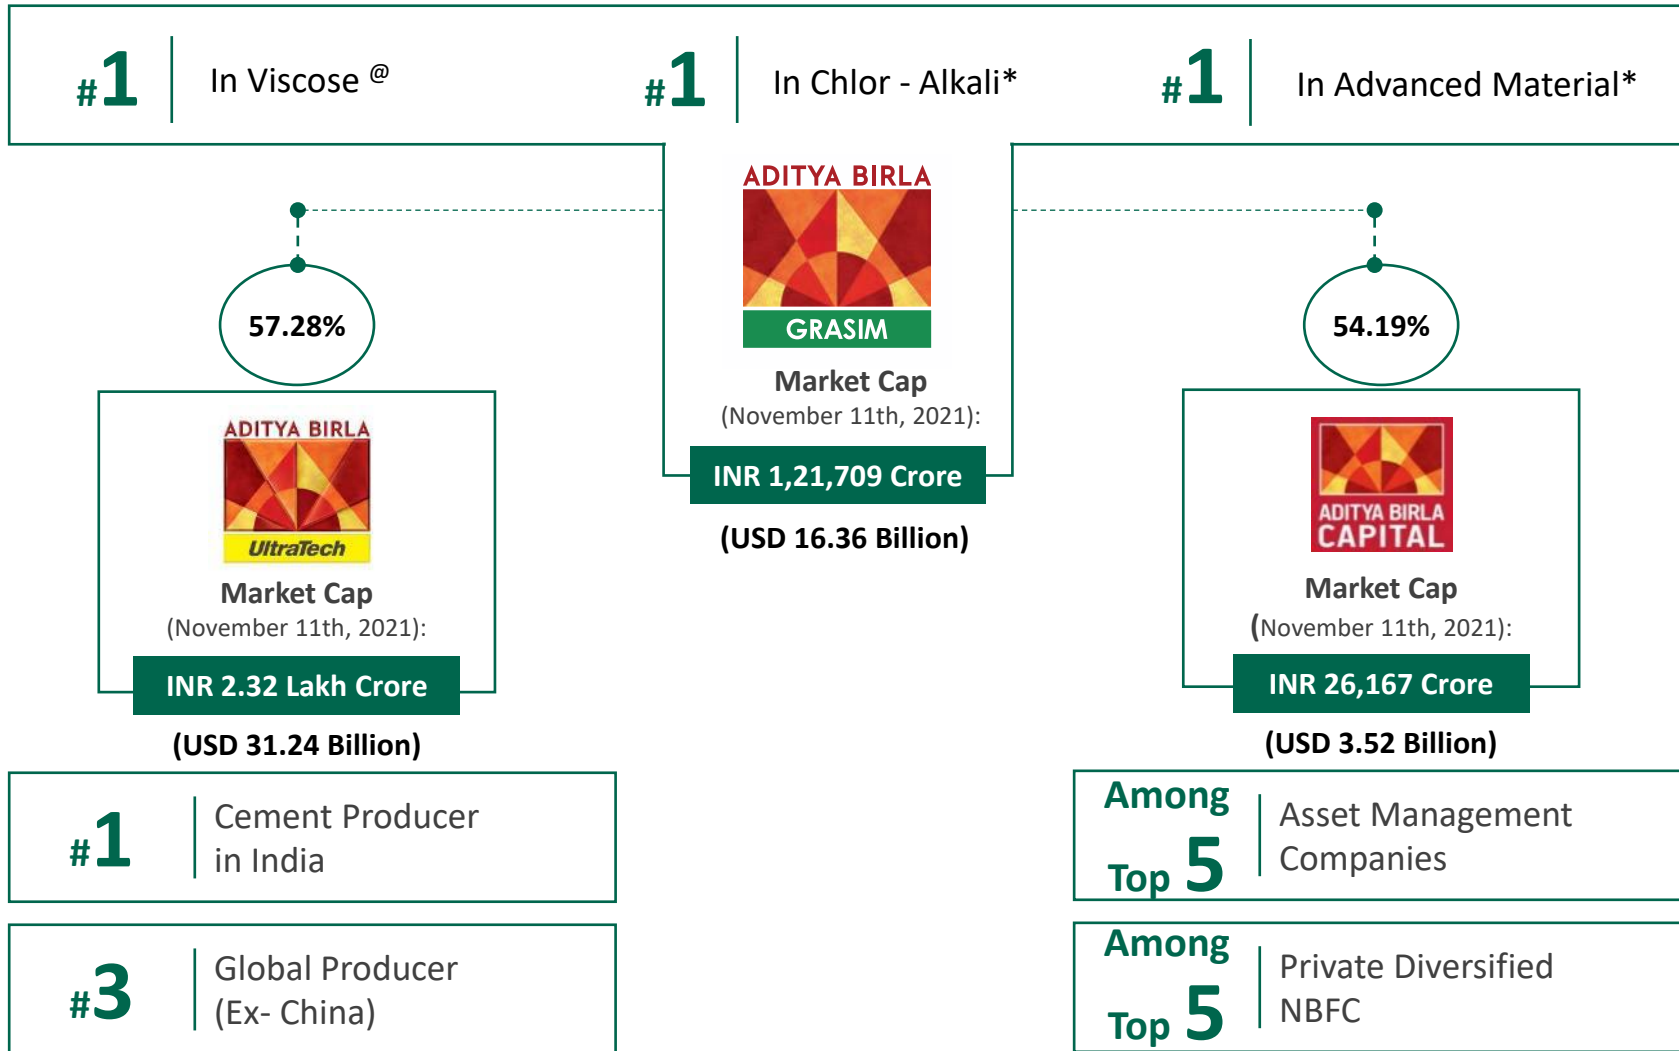 #1 In Viscose @
#1 In Chlor - Alkali*
#1 In Advanced Material*
ADITYA BIRLA
GRASIM
Market Cap
(November 11th, 2021):
INR 1,21,709 Crore
(USD 16.36 Billion)
57.28%
ADITYA BIRLA
UltraTech
Market Cap
(November 11th, 2021):
INR 2.32 Lakh Crore
(USD 31.24 Billion)
#1
Cement Producer
in India
#3
Global Producer
(Ex- China)
54.19%
ADITYA BIRLA
CAPITAL
Market Cap
(November 11th, 2021):
INR 26,167 Crore
(USD 3.52 Billion)
Among
Top 5
Asset Management
Companies
Among
Top 5
Private Diversified
NBFC